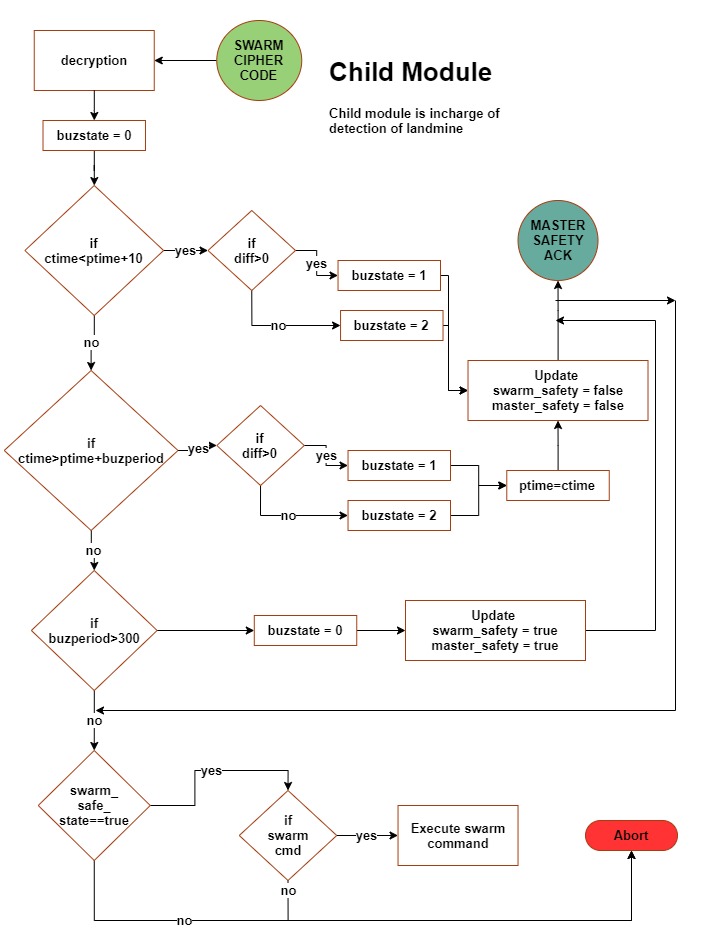 SWARM
CIPHER
CODE
decryption
Child Module
Child module is incharge of
detection of landmine
buzstate = 0
if
ctime<ptime+10
yes
if
diff>0
yes
buzstate = 1
no
buzstate = 2
MASTER
SAFETY
ACK
no
Update
swarm_safety = false
master_safety = false
if
ctime>ptime+buzperiod
yes
if
diff>0
yes
buzstate = 1
no
buzstate = 2
ptime=ctime
no
if
buzperiod>300
buzstate = 0
Update
swarm_safety = true
master_safety = true
no
swarm_
safe_
state==true
yes
if
swarm
cmd
yes
Execute swarm
command
Abort
no
no